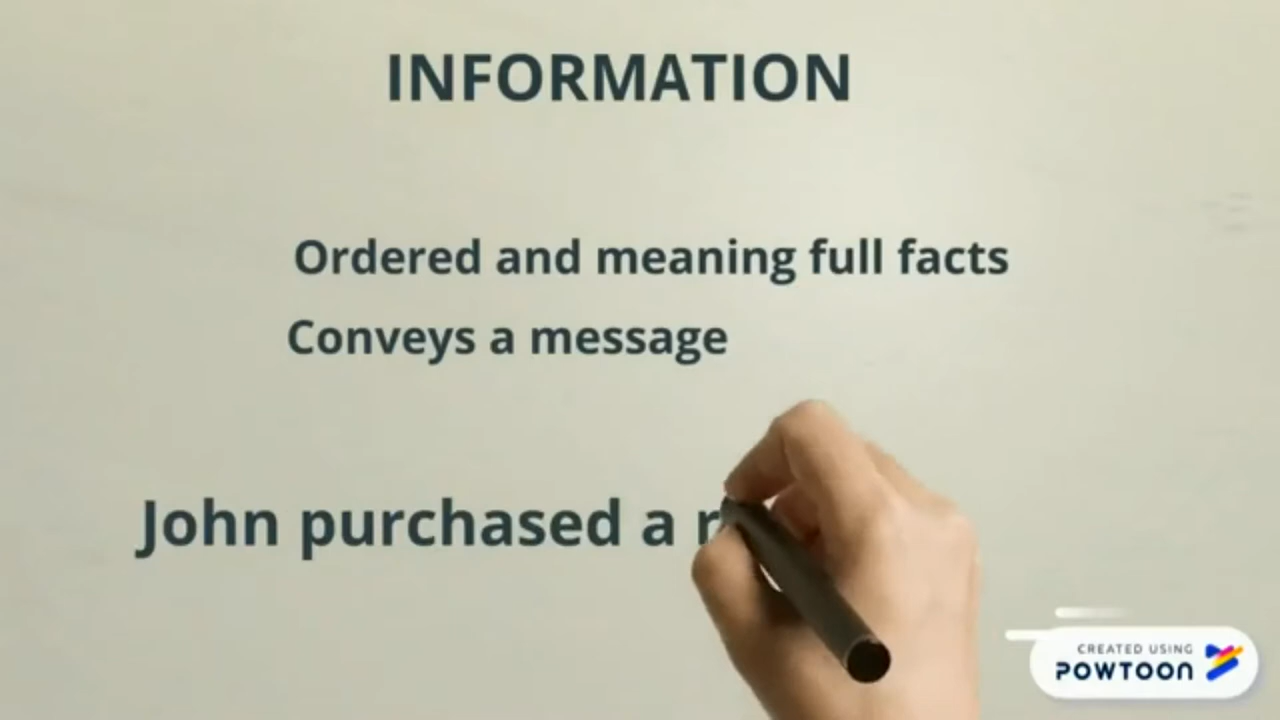 INFORMATION
Ordered and meaning full facts
Conveys a message
John purchased a
CREATED USING
POWTOON